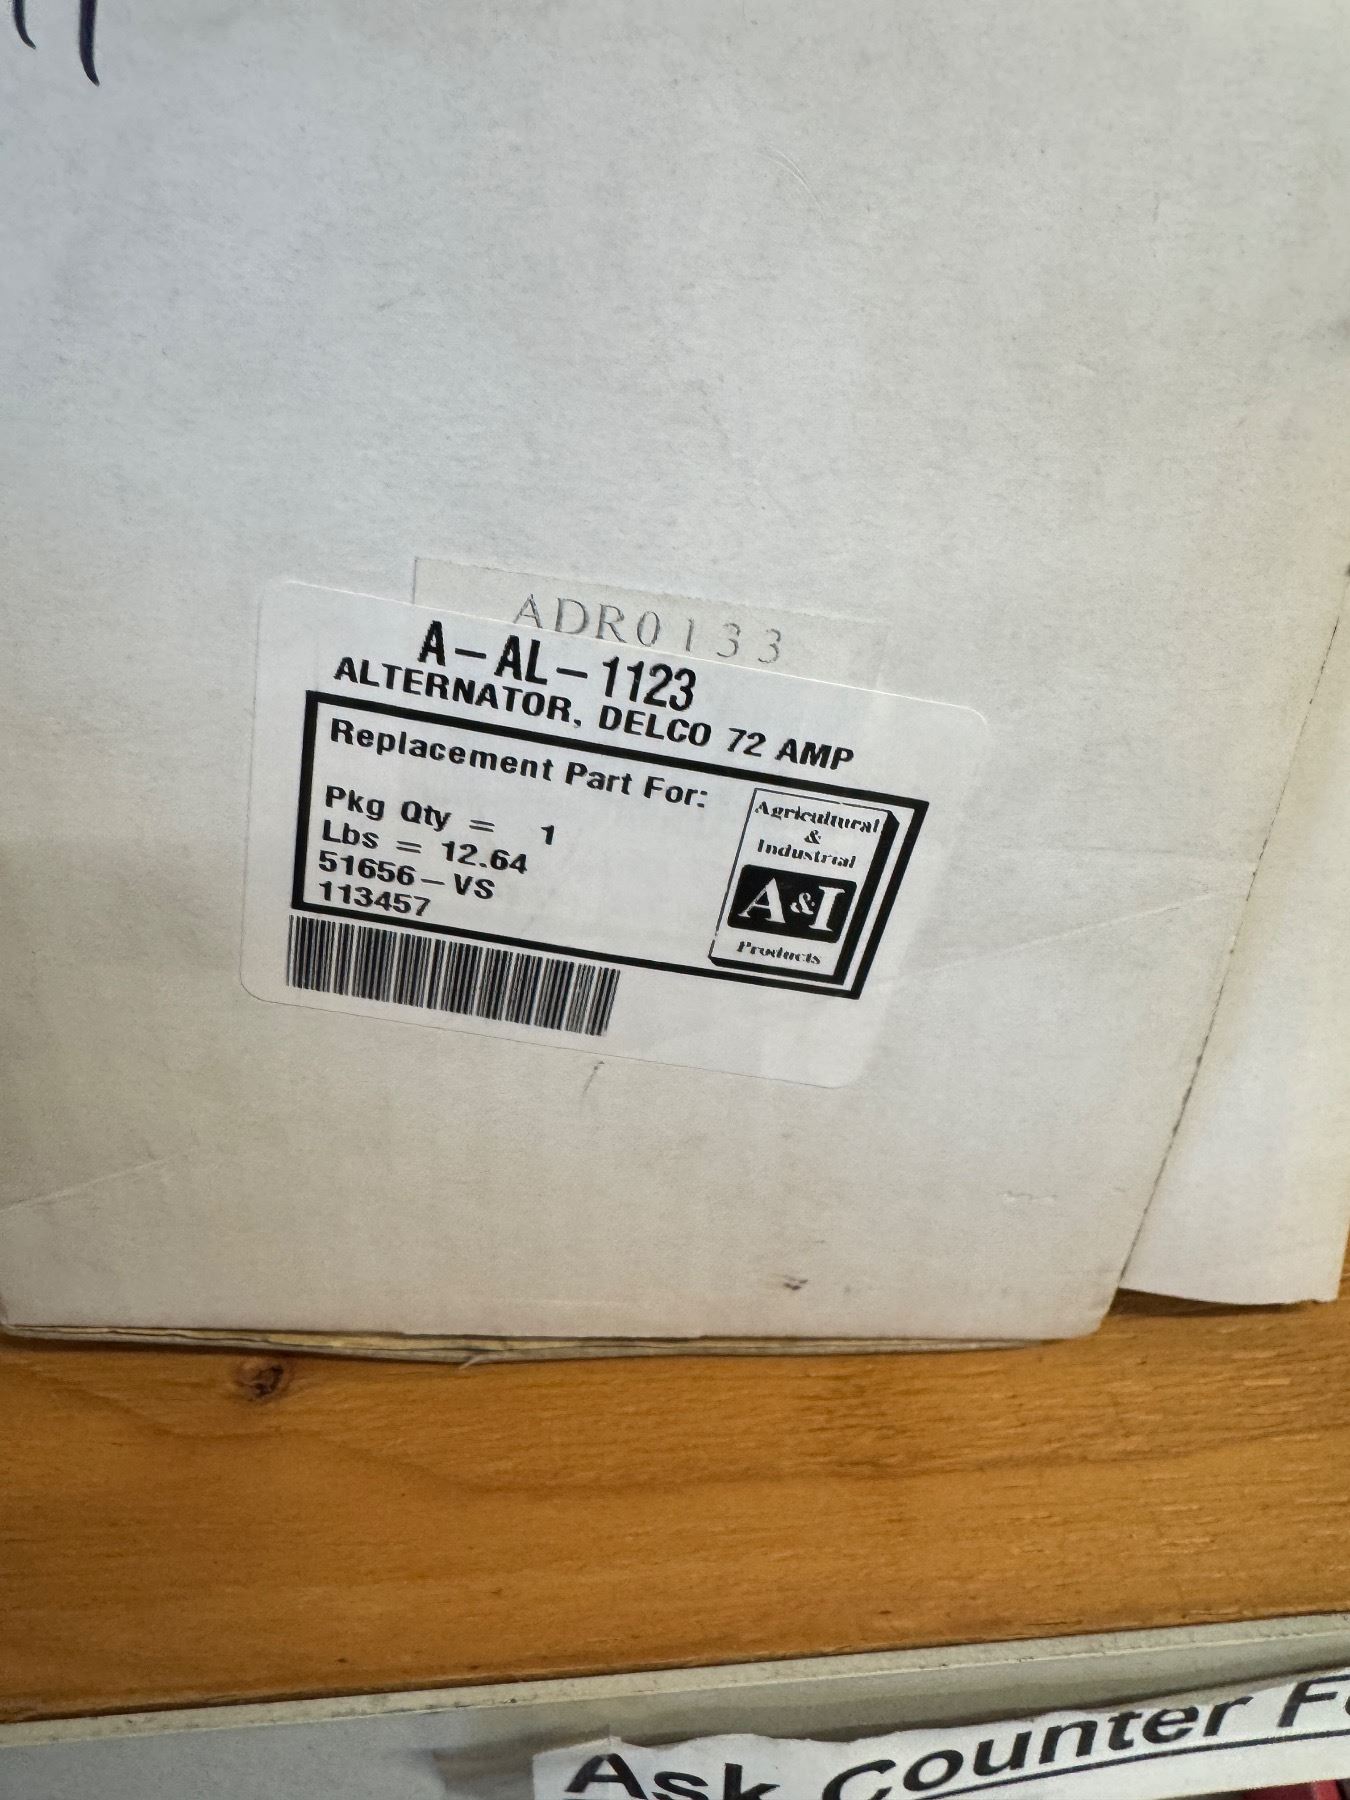 ADR0133
A-AL-1123
ALTERNATOR, DELCO 72 AMP
Replacement Part For:
Pkg Qty = 1
Lbs = 12.64
51656-VS
113457
Agricultural
&
Industrial
A&I
Products
Ask Counter